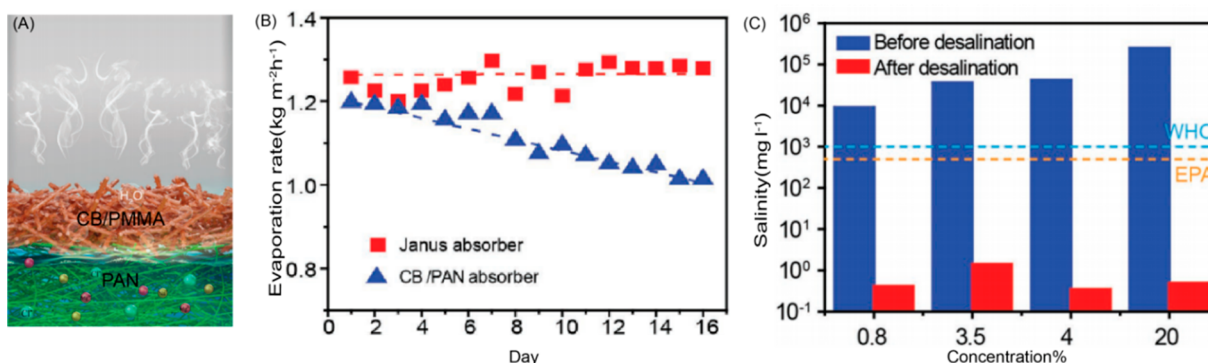 (A)
H₂O
CB/PMMA
PAN
(B)
Evaporation rate(kg m⁻²h⁻¹)
1.4
1.2
1.0
0.8
Janus absorber
CB /PAN absorber
0 2 4 6 8 10 12 14 16
Day
(C)
Salinity(mg l⁻¹)
10⁶
10⁵
10⁴
10³
10²
10⁰
10⁻¹
Before desalination
After desalination
WHO
EPA
0.8 3.5 4 20
Concentration%